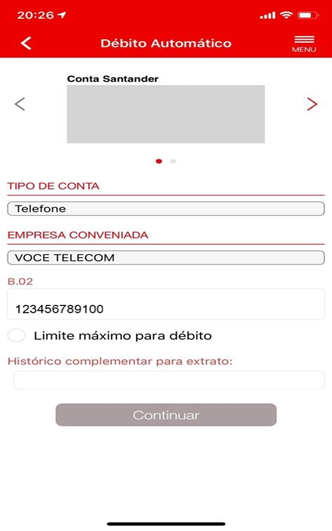 20:26
Débito Automático
MENU
Conta Santander
TIPO DE CONTA
Telefone
EMPRESA CONVENIADA
VOCE TELECOM
B.02
123456789100
Limite máximo para débito
Histórico complementar para extrato:
Continuar